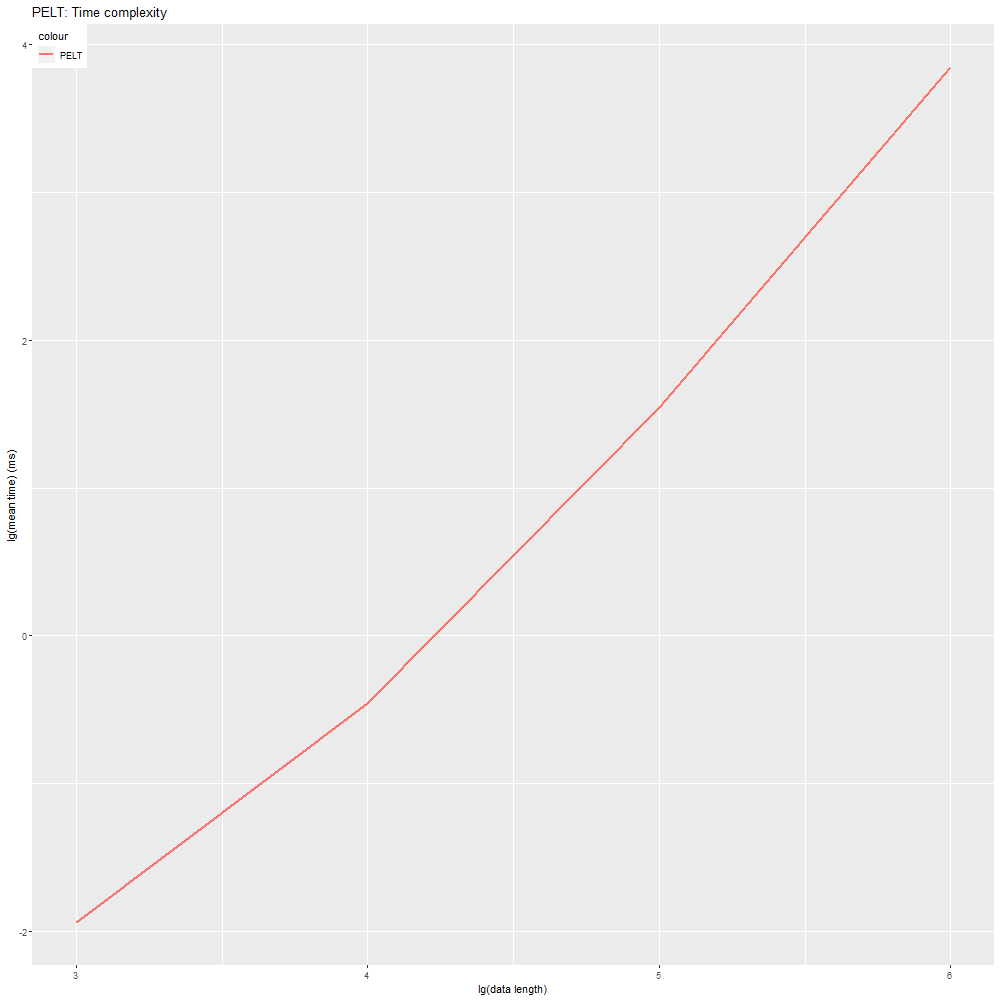 PELT: Time complexity
colour
PELT
4
2
0
-2
lg(mean time) (ms)
3 4 5 6
lg(data length)